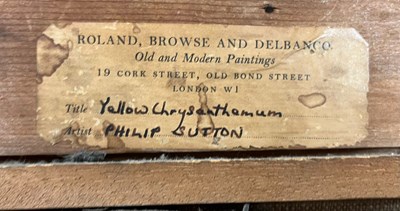 ROLAND, BROWSE AND DELBANCO
Old and Modern Paintings
19 CORK STREET, OLD BOND STREET
LONDON W1
Title Yellow Chrysanthemum
Artist PHILIP SUTTON